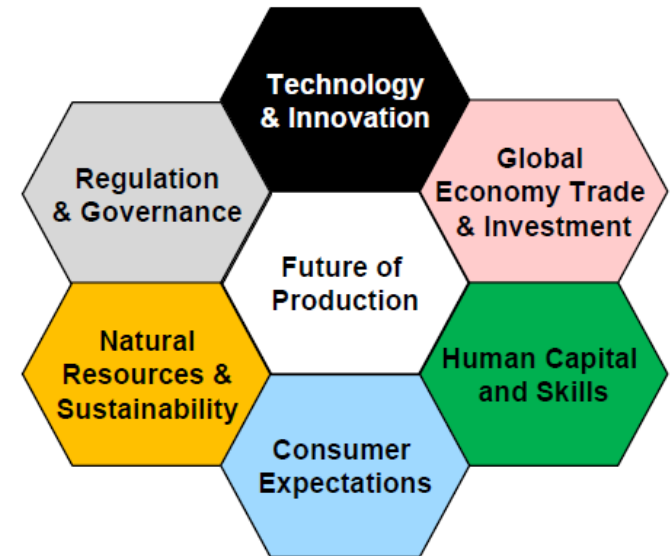 Technology
& Innovation
Regulation
& Governance
Global
Economy Trade
& Investment
Future of
Production
Natural
Resources &
Sustainability
Human Capital
and Skills
Consumer
Expectations